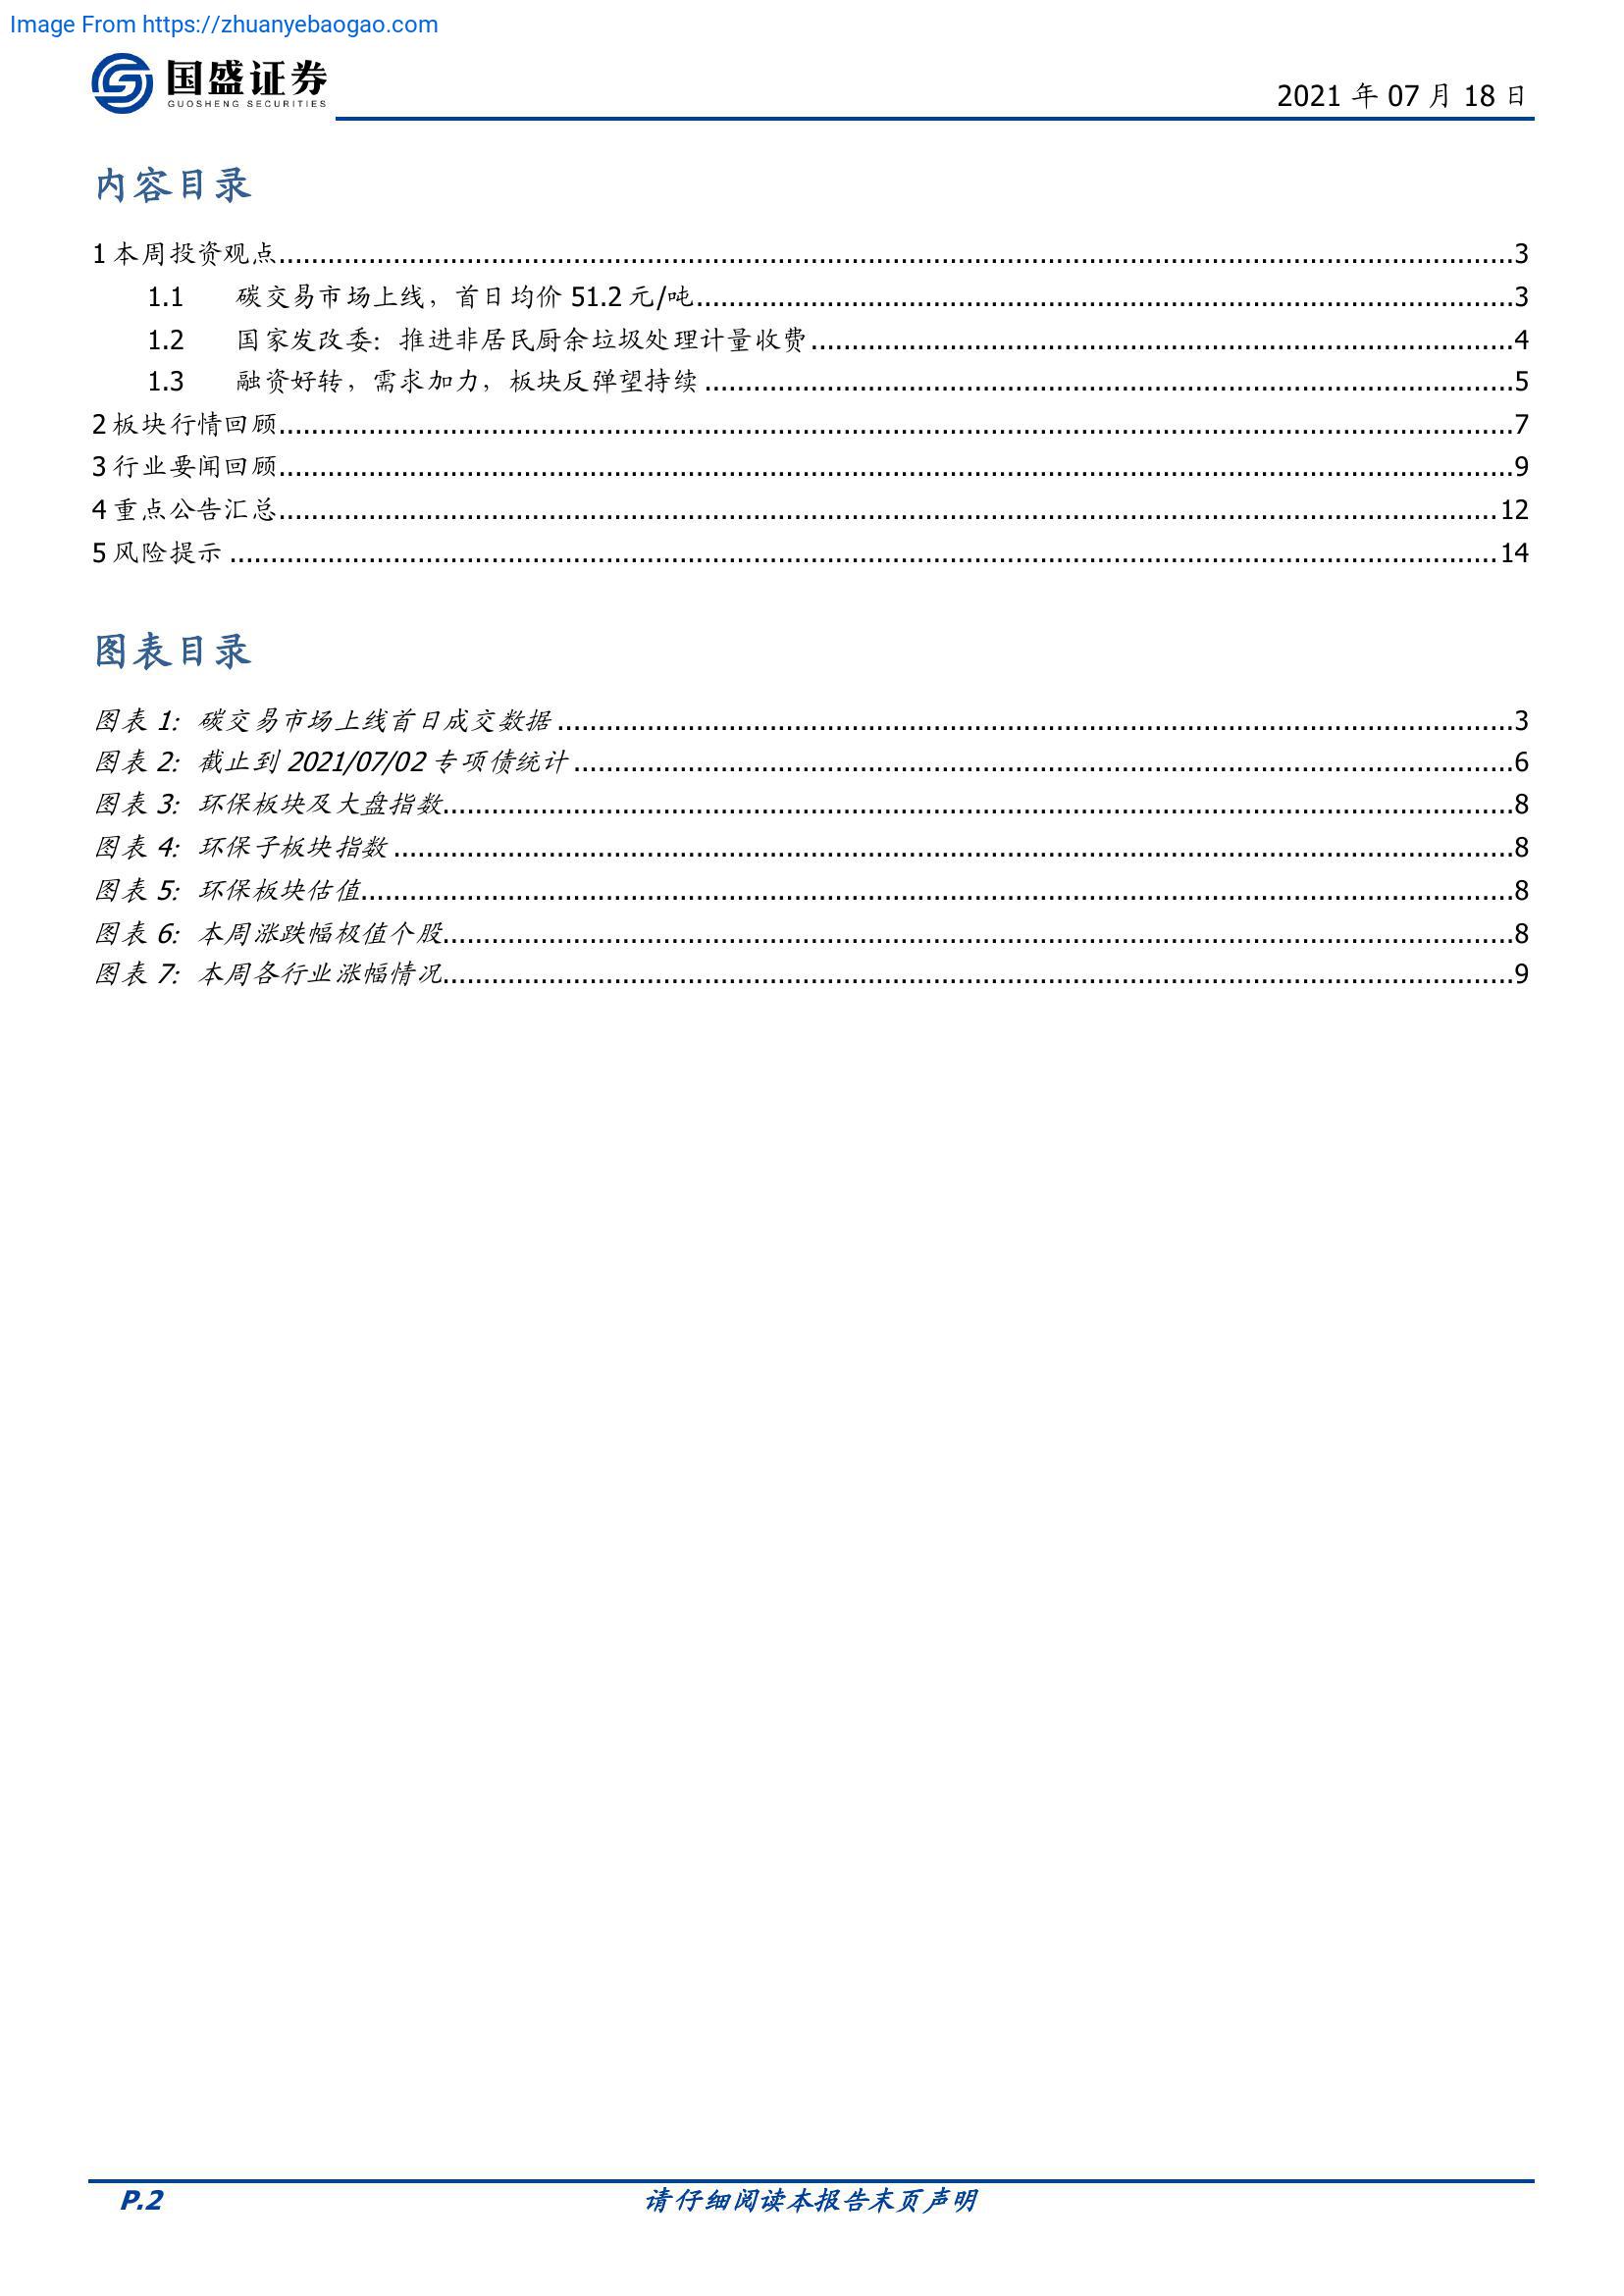 Image From https://zhuanyebaogao.com
国盛证券
GUOSHENG SECURITIES
2021 年 07 月 18 日
内容目录
1 本周投资观点 3
1.1 碳交易市场上线，首日均价 51.2 元/吨 3
1.2 国家发改委：推进非居民厨余垃圾处理计量收费 4
1.3 融资好转，需求加力，板块反弹望持续 5
2 板块行情回顾 7
3 行业要闻回顾 9
4 重点公告汇总 12
5 风险提示 14
图表目录
图表 1：碳交易市场上线首日成交数据 3
图表 2：截止到 2021/07/02 专项债统计 6
图表 3：环保板块及大盘指数 8
图表 4：环保子板块指数 8
图表 5：环保板块估值 8
图表 6：本周涨跌幅极值个股 8
图表 7：本周各行业涨幅情况 9
P.2
请仔细阅读本报告末页声明